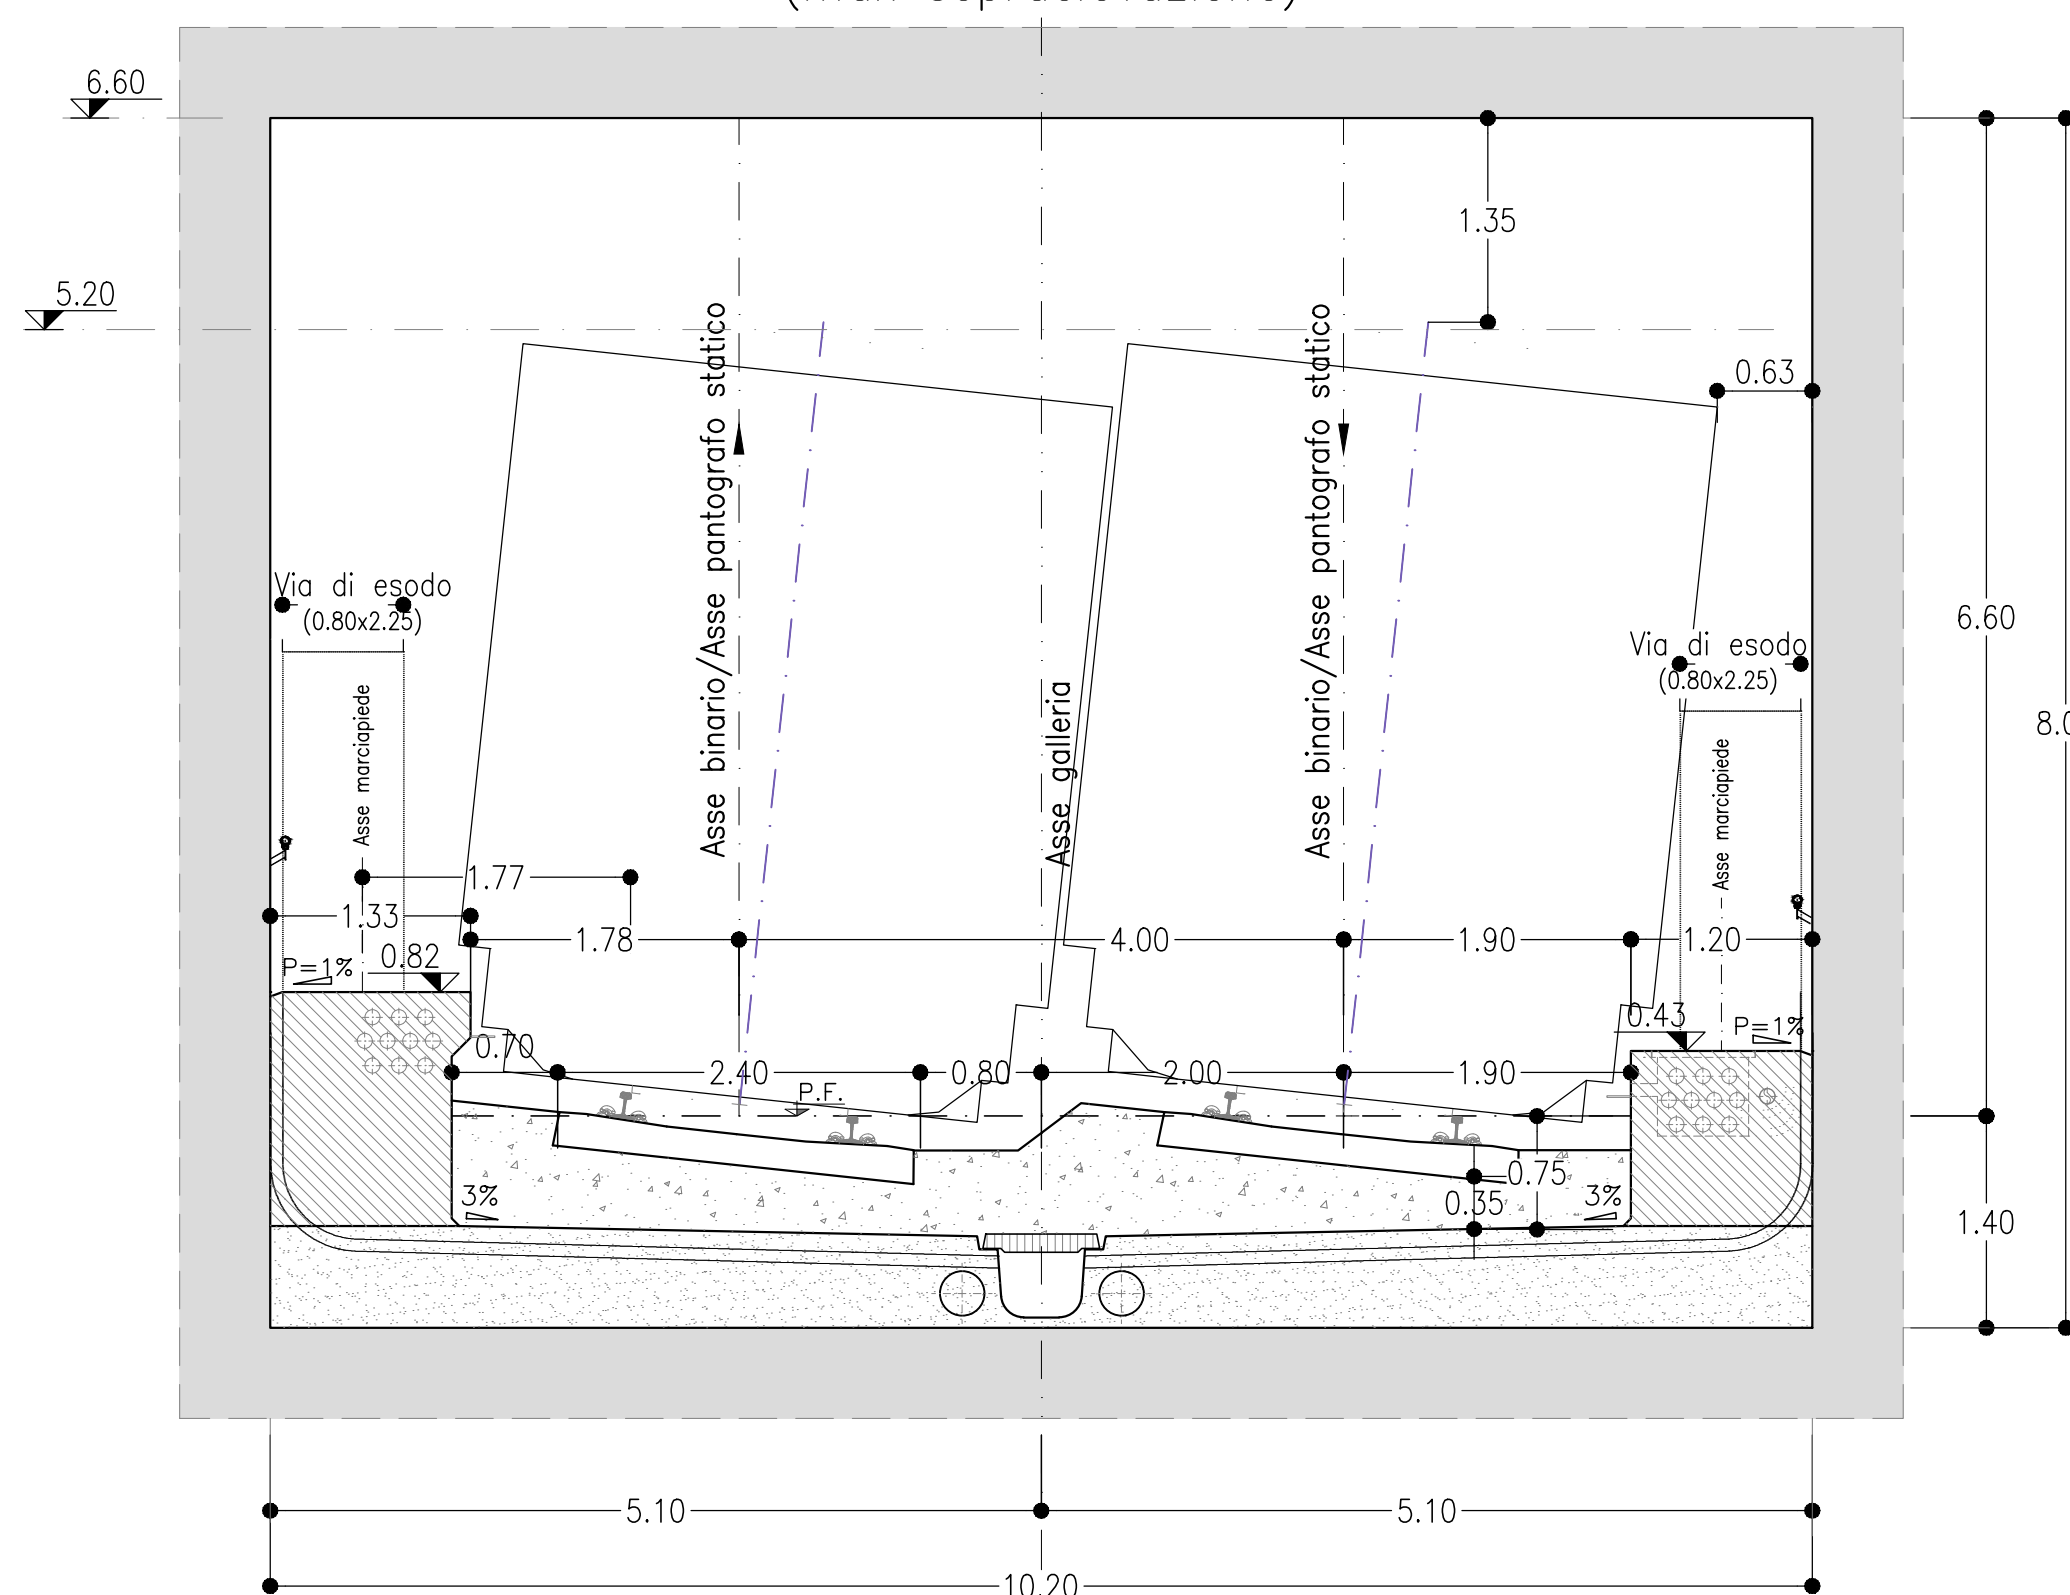 6.60
1.35
5.20
0.63
Asse binario/Asse pantografo statico
Asse binario/Asse pantografo statico
Via di esodo
(0.80x2.25)
Via di esodo
(0.80x2.25)
6.60
Asse marciapiede
Asse galleria
Asse marciapiede
1.77
1.33
1.78
4.00
1.90
1.20
P=1%
0.82
0.43
P=1%
0.70
2.40
0.80
2.00
1.90
P.F.
3%
0.75
0.35
3%
1.40
5.10
5.10
10.20